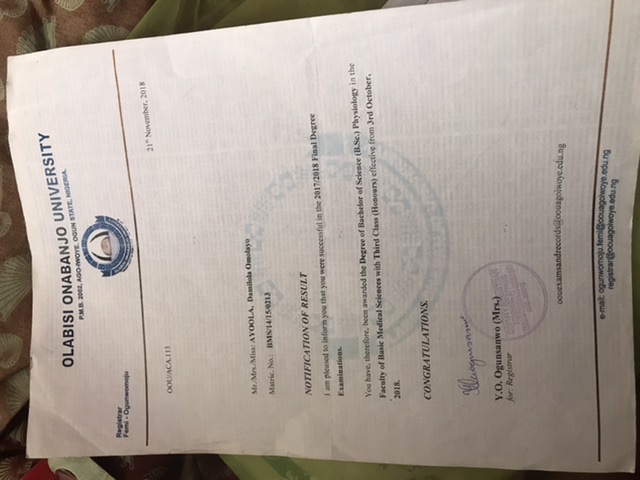 OLABISI ONABANJO UNIVERSITY
P.M.B. 2002, AGO-IWOYE, OGUN STATE, NIGERIA.
Registrar
Femi - Ogunwomoju
OOU/ACA.113
21st November, 2018
Mr./Mrs./Miss: AYOOLA, Damilola Omolayo
Matric. No.: BMS/14/15/0213
NOTIFICATION OF RESULT
I am pleased to inform you that you were successful in the 2017/2018 Final Degree
Examinations.
You have, therefore, been awarded the Degree of Bachelor of Science (B.Sc.) Physiology in the
Faculty of Basic Medical Sciences with Third Class (Honours) effective from 3rd October,
2018.
CONGRATULATIONS.
Y.O. Ogunsanwo (Mrs.)
for: Registrar
oouexamsandrecords@oouagoiwoye.edu.ng
e-mail: ogunwomoju.femi@oouagoiwoye.edu.ng
registrar@oouagoiwoye.edu.ng